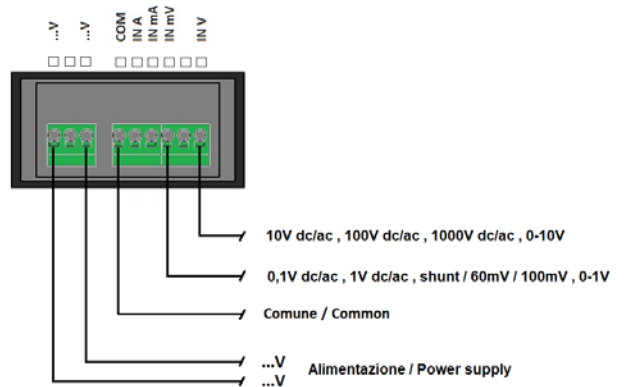 ...V ...V COM IN A IN mA IN mV IN V
10V dc/ac , 100V dc/ac , 1000V dc/ac , 0-10V
0,1V dc/ac , 1V dc/ac , shunt / 60mV / 100mV , 0-1V
Comune / Common
...V
Alimentazione / Power supply
...V